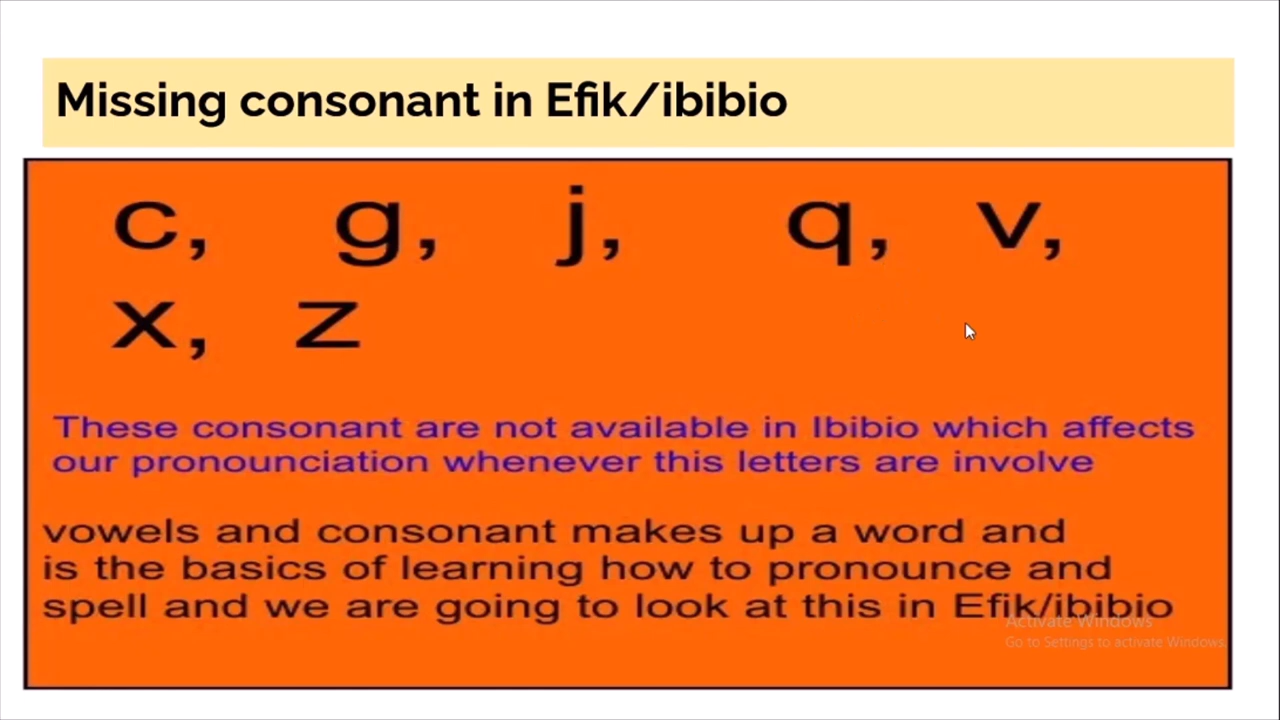 Missing consonant in Efik/ibibio
c, g, j, q, v,
x, z
These consonant are not available in Ibibio which affects
our pronounciation whenever this letters are involve
vowels and consonant makes up a word and
is the basics of learning how to pronounce and
spell and we are going to look at this in Efik/ibibio
Activate Windows
Go to Settings to activate Windows.